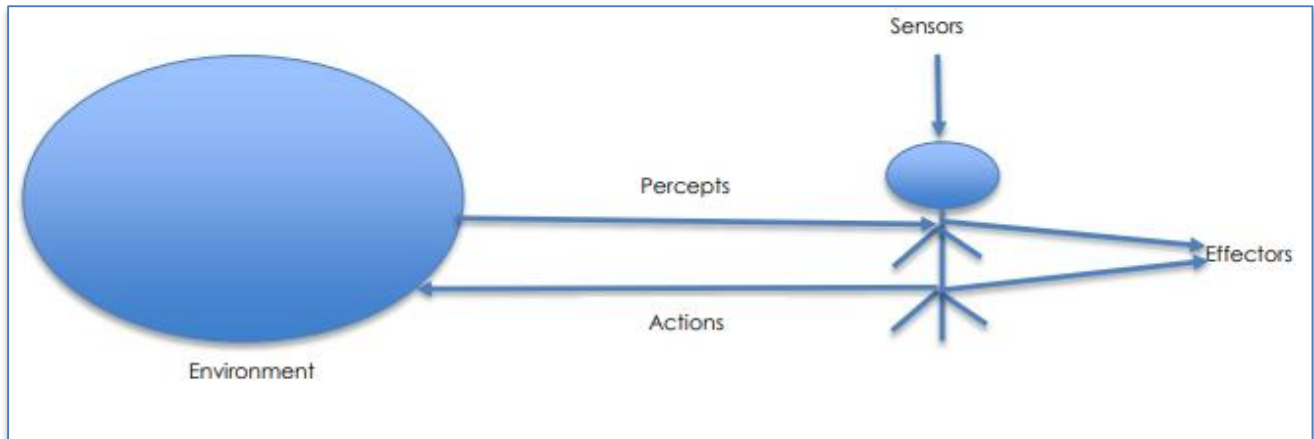 Sensors
Percepts
Effectors
Actions
Environment